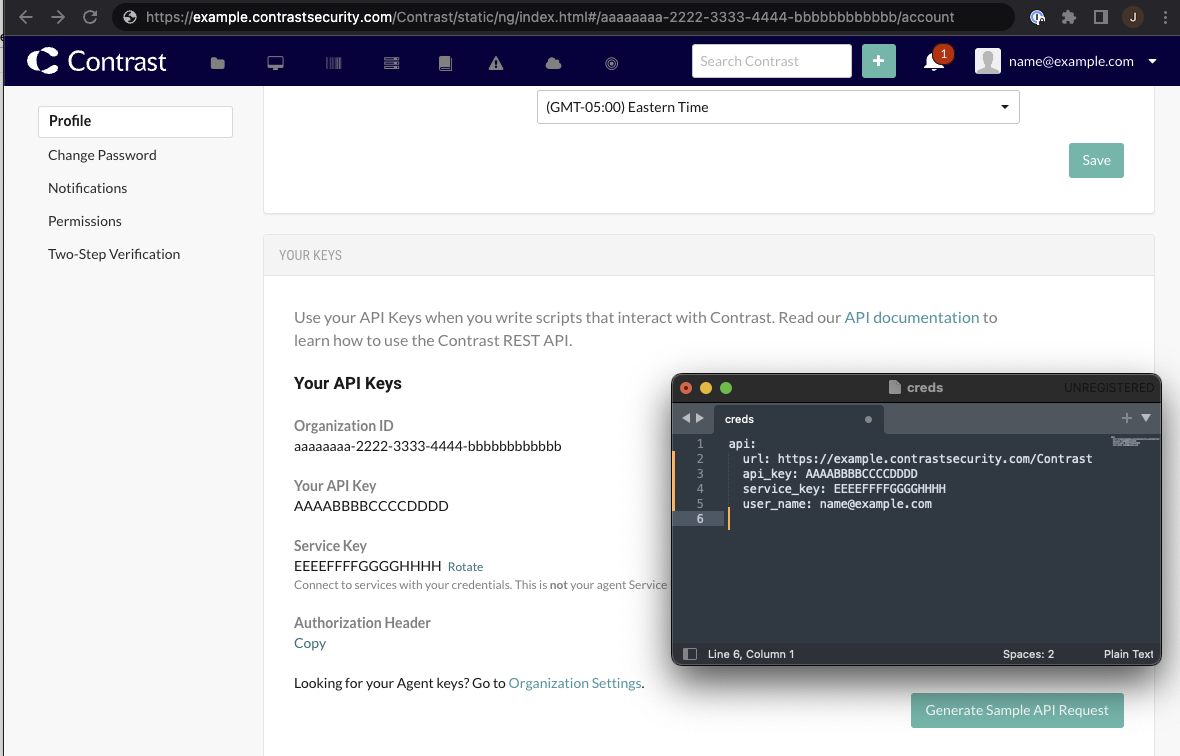 https://example.contrastsecurity.com/Contrast/static/ng/index.html#/aaaaaaaa-2222-3333-4444-bbbbbbbbbbbb/account
J
Contrast
Search Contrast
+
1
name@example.com
Profile
Change Password
Notifications
Permissions
Two-Step Verification
(GMT-05:00) Eastern Time
Save
YOUR KEYS
Use your API Keys when you write scripts that interact with Contrast. Read our API documentation to
learn how to use the Contrast REST API.
Your API Keys
Organization ID
aaaaaaaa-2222-3333-4444-bbbbbbbbbbbb
Your API Key
AAAABBBBCCCCDDDD
Service Key
EEEEFFFFGGGGHHHH Rotate
Connect to services with your credentials. This is not your agent Service
Authorization Header
Copy
Looking for your Agent keys? Go to Organization Settings.
Generate Sample API Request
creds
UNREGISTERED
creds
1 api:
2 url: https://example.contrastsecurity.com/Contrast
3 api_key: AAAABBBBCCCCDDDD
4 service_key: EEEEFFFFGGGGHHHH
5 user_name: name@example.com
6
Line 6, Column 1
Spaces: 2
Plain Text